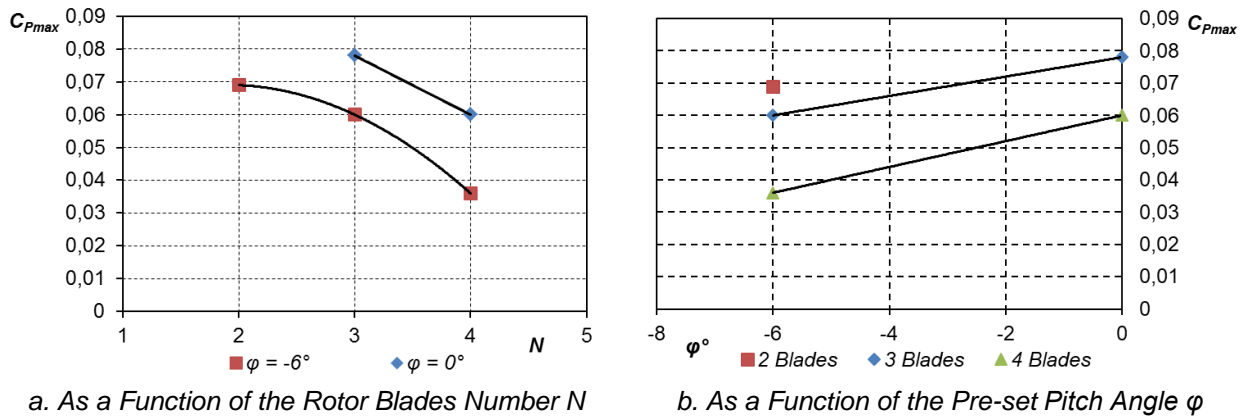 C_Pmax
0,09
0,08
0,07
0,06
0,05
0,04
0,03
0,02
0,01
0
1
2
3
4
5
N
φ = -6°
φ = 0°
a. As a Function of the Rotor Blades Number N
0,09
C_Pmax
0,08
0,07
0,06
0,05
0,04
0,03
0,02
0,01
0
-8
-6
-4
-2
0
φ°
2 Blades
3 Blades
4 Blades
b. As a Function of the Pre-set Pitch Angle φ